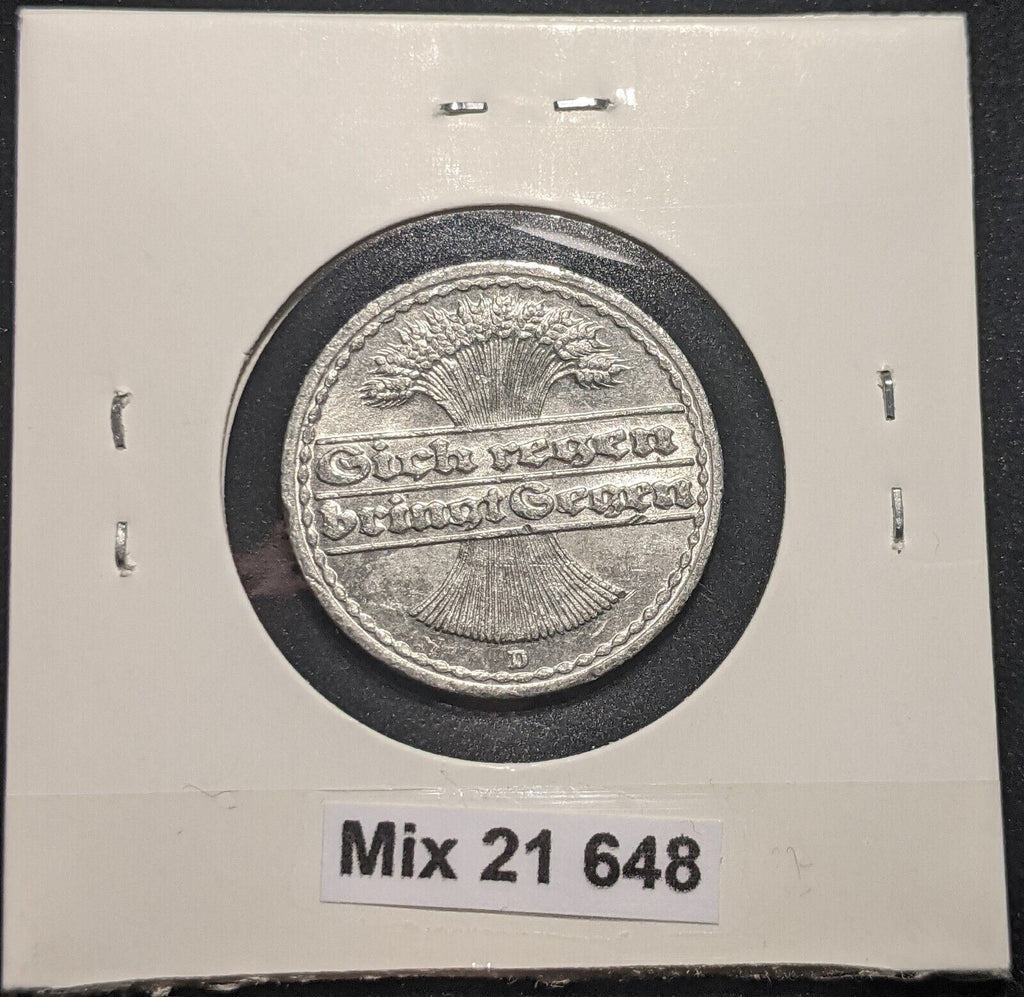 Sich regen
bringt Segen
D
Mix 21 648